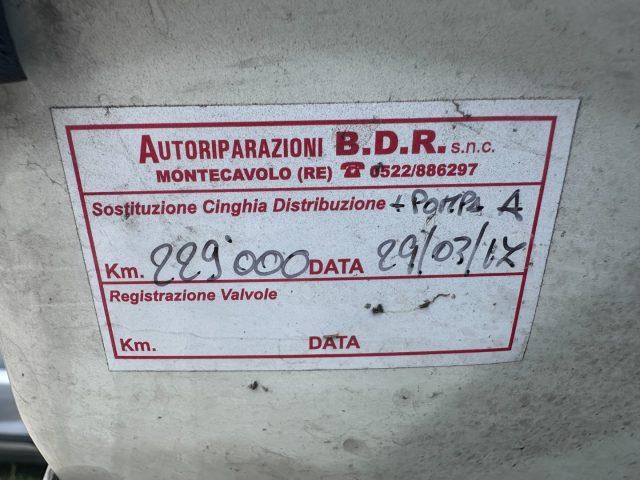 AUTORIPARAZIONI B.D.R. s.n.c.
MONTECAVOLO (RE) ☎ 0522/886297
Sostituzione Cinghia Distribuzione + POMPA A
Km. 229'000 DATA 29/03/17
Registrazione Valvole
Km. DATA